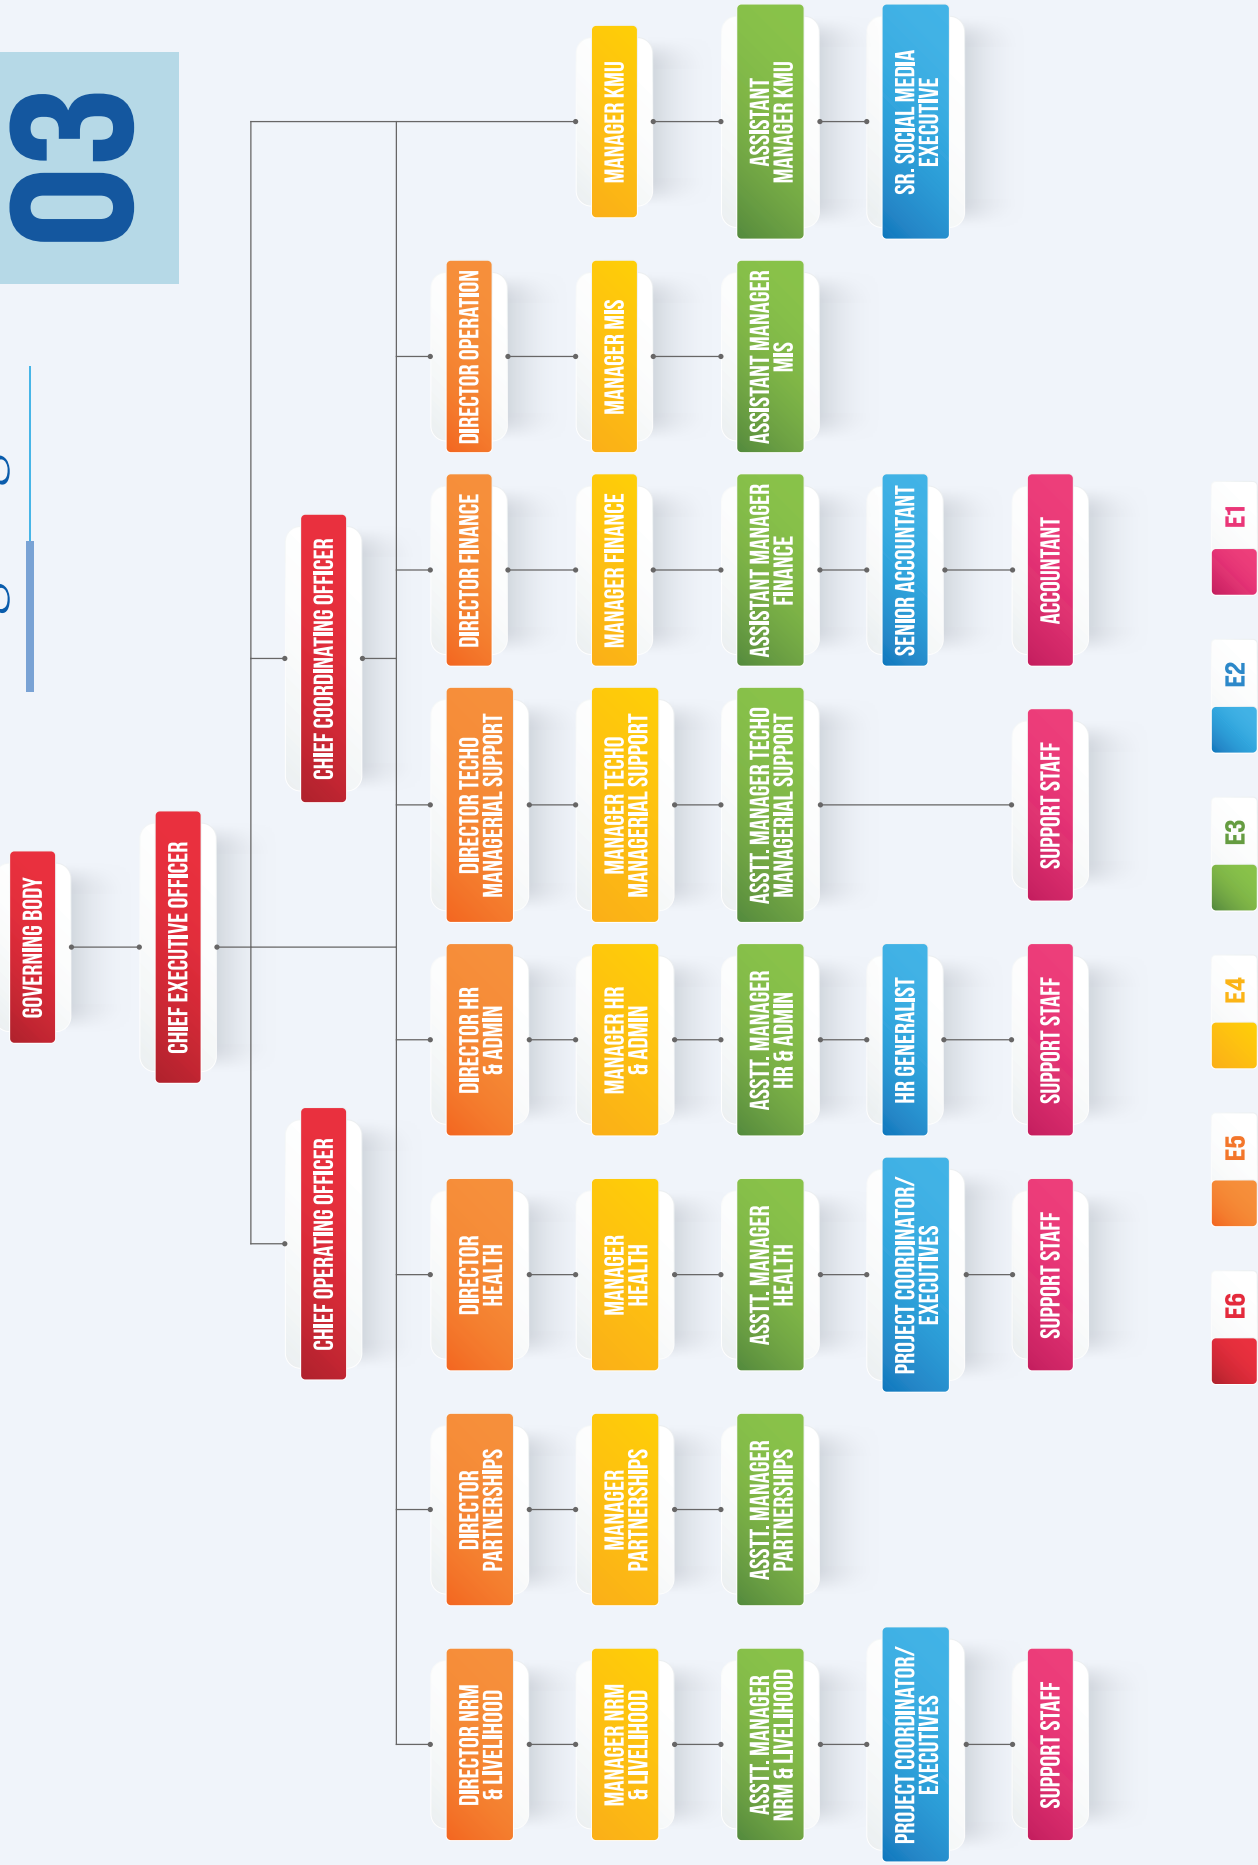 03
GOVERNING BODY
CHIEF EXECUTIVE OFFICER
CHIEF OPERATING OFFICER
CHIEF COORDINATING OFFICER
DIRECTOR NRM
& LIVELIHOOD
DIRECTOR
PARTNERSHIPS
DIRECTOR
HEALTH
DIRECTOR HR
& ADMIN
DIRECTOR TECHO
MANAGERIAL SUPPORT
DIRECTOR FINANCE
DIRECTOR OPERATION
MANAGER NRM
& LIVELIHOOD
MANAGER
PARTNERSHIPS
MANAGER
HEALTH
MANAGER HR
& ADMIN
MANAGER TECHO
MANAGERIAL SUPPORT
MANAGER FINANCE
MANAGER MIS
MANAGER KMU
ASSTT. MANAGER
NRM & LIVELIHOOD
ASSTT. MANAGER
PARTNERSHIPS
ASSTT. MANAGER
HEALTH
ASSTT. MANAGER
HR & ADMIN
ASSTT. MANAGER TECHO
MANAGERIAL SUPPORT
ASSISTANT MANAGER
FINANCE
ASSISTANT MANAGER
MIS
ASSISTANT
MANAGER KMU
PROJECT COORDINATOR/
EXECUTIVES
PROJECT COORDINATOR/
EXECUTIVES
HR GENERALIST
SENIOR ACCOUNTANT
SR. SOCIAL MEDIA
EXECUTIVE
SUPPORT STAFF
SUPPORT STAFF
SUPPORT STAFF
SUPPORT STAFF
ACCOUNTANT
E6
E5
E4
E3
E2
E1